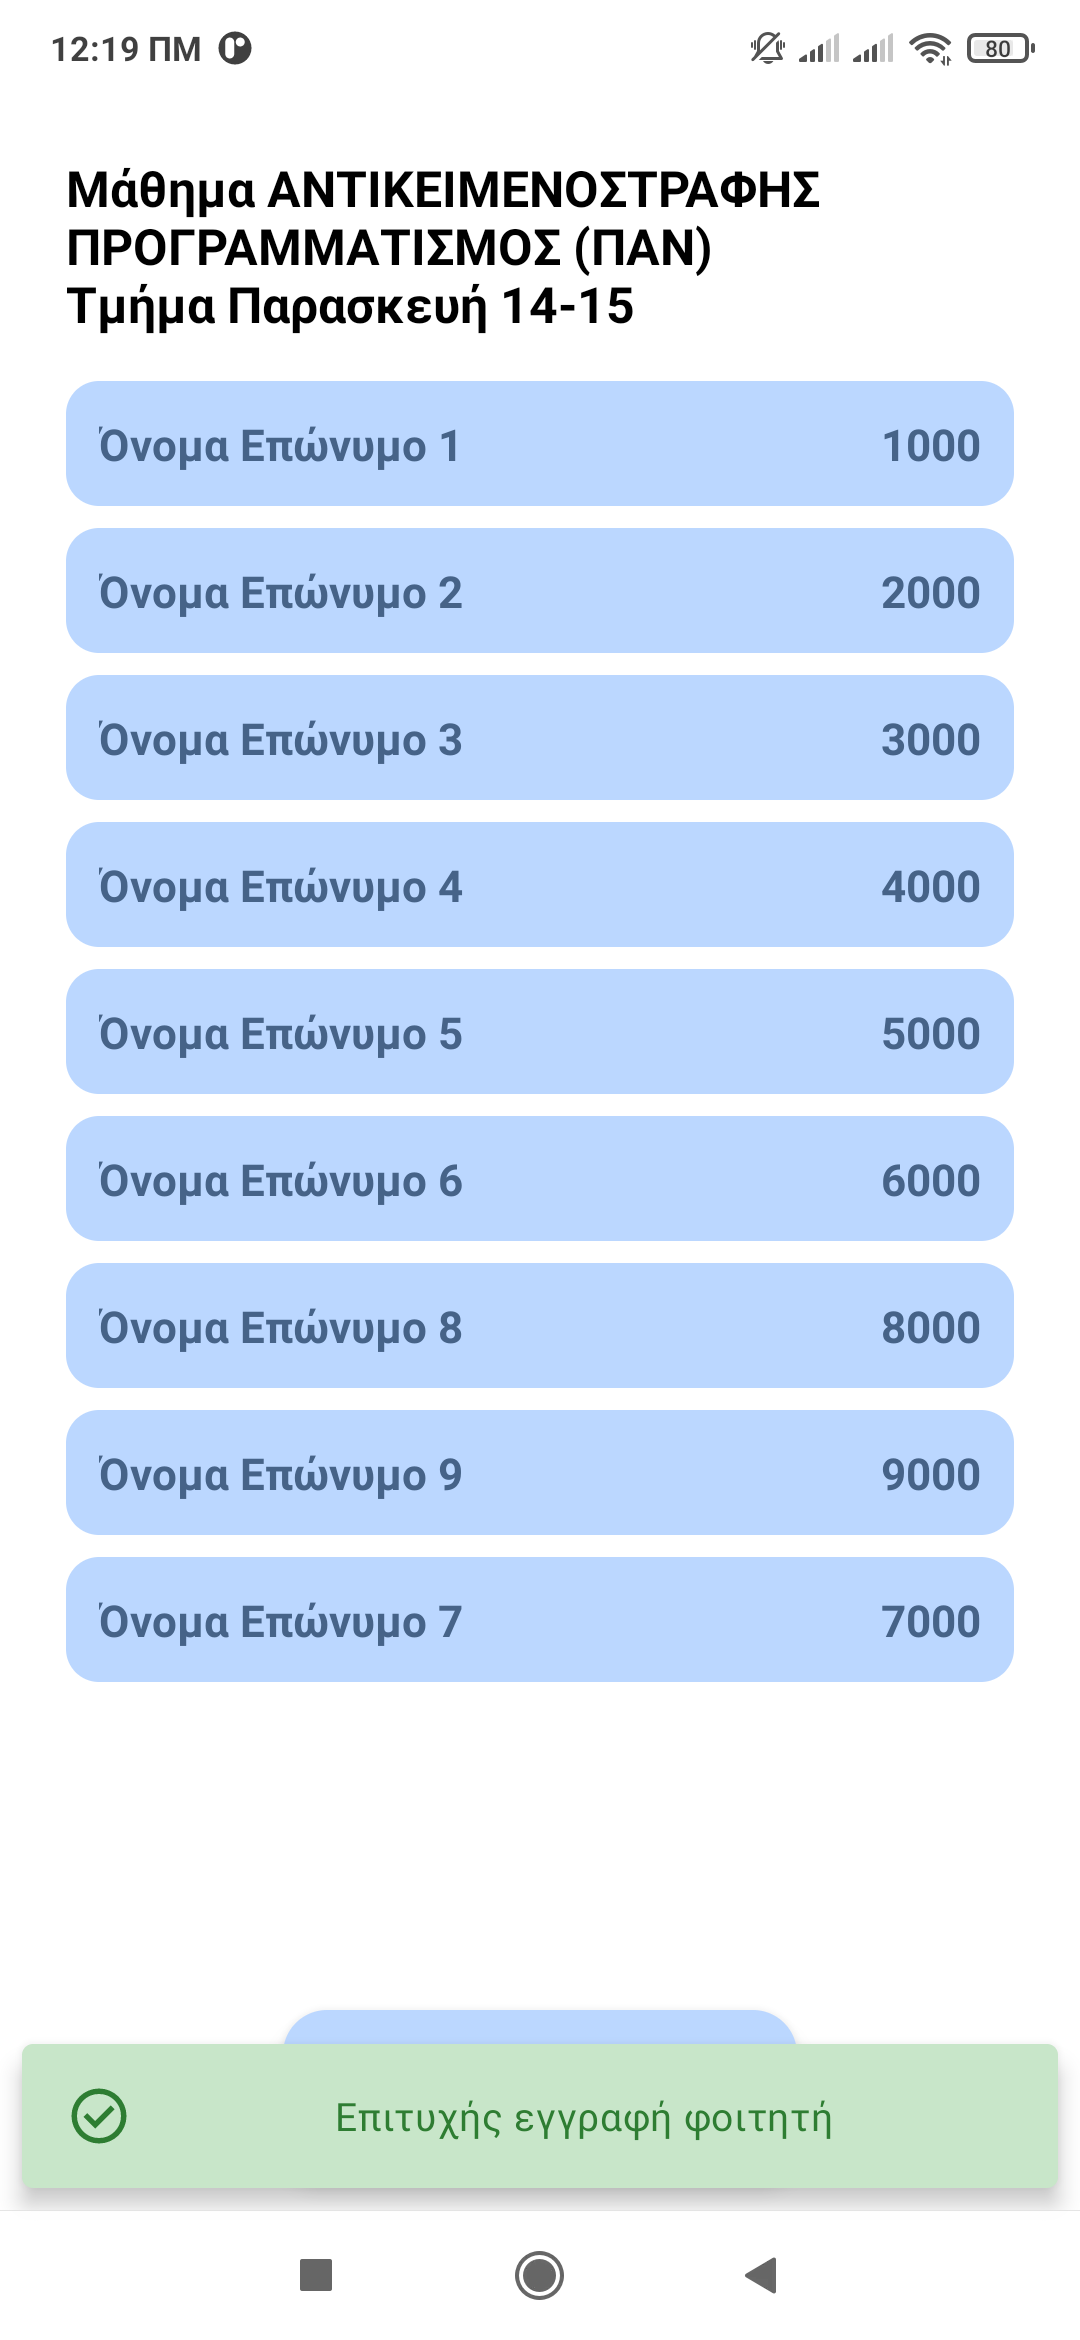 12:19 ΠΜ
80
Μάθημα ΑΝΤΙΚΕΙΜΕΝΟΣΤΡΑΦΗΣ
ΠΡΟΓΡΑΜΜΑΤΙΣΜΟΣ (ΠΑΝ)
Τμήμα Παρασκευή 14-15
Όνομα Επώνυμο 1 1000
Όνομα Επώνυμο 2 2000
Όνομα Επώνυμο 3 3000
Όνομα Επώνυμο 4 4000
Όνομα Επώνυμο 5 5000
Όνομα Επώνυμο 6 6000
Όνομα Επώνυμο 8 8000
Όνομα Επώνυμο 9 9000
Όνομα Επώνυμο 7 7000
Επιτυχής εγγραφή φοιτητή